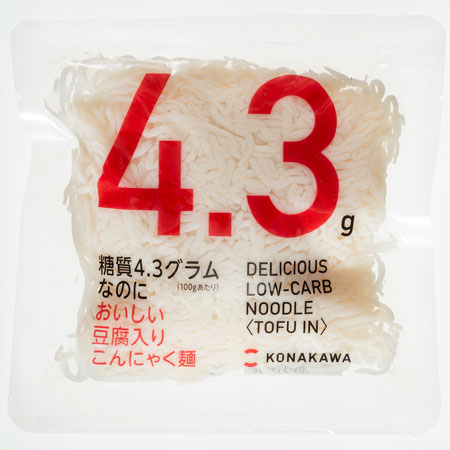 4.3g
糖質4.3グラム
なのに (100gあたり)
おいしい
豆腐入り
こんにゃく麺
DELICIOUS
LOW-CARB
NOODLE
〈TOFU IN〉
KONAKAWA